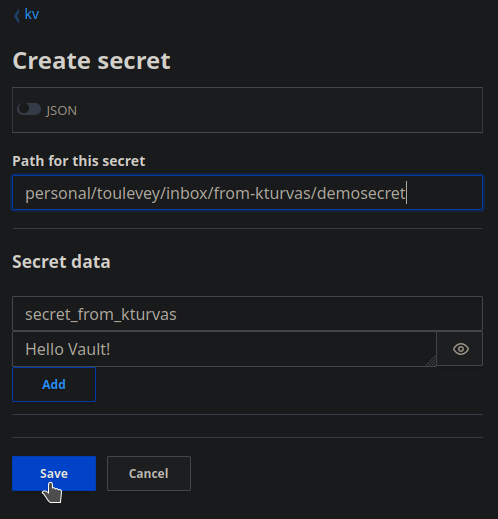 kv
Create secret
JSON
Path for this secret
personal/toulevey/inbox/from-kturvas/demosecret
Secret data
secret_from_kturvas
Hello Vault!
Add
Save Cancel